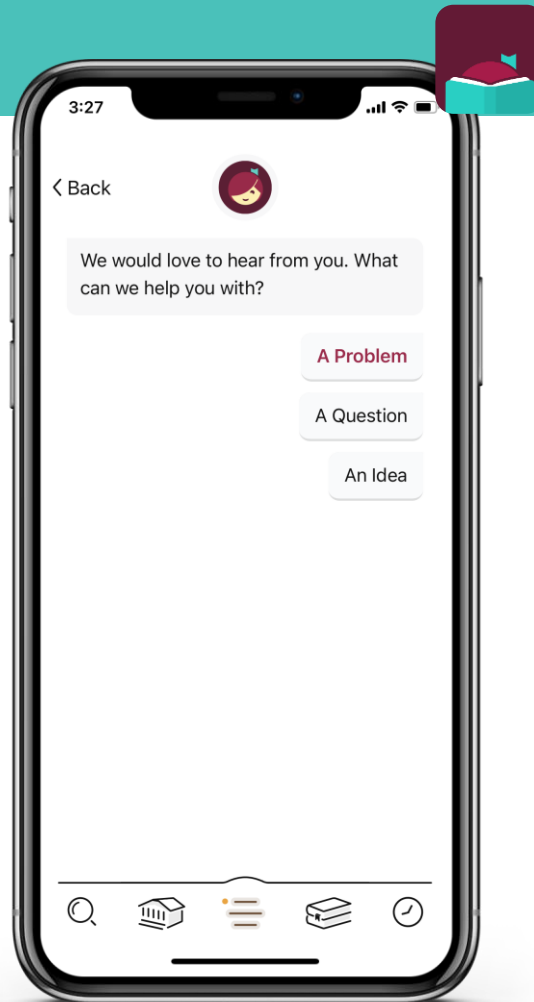 3:27
Back
We would love to hear from you. What
can we help you with?
A Problem
A Question
An Idea